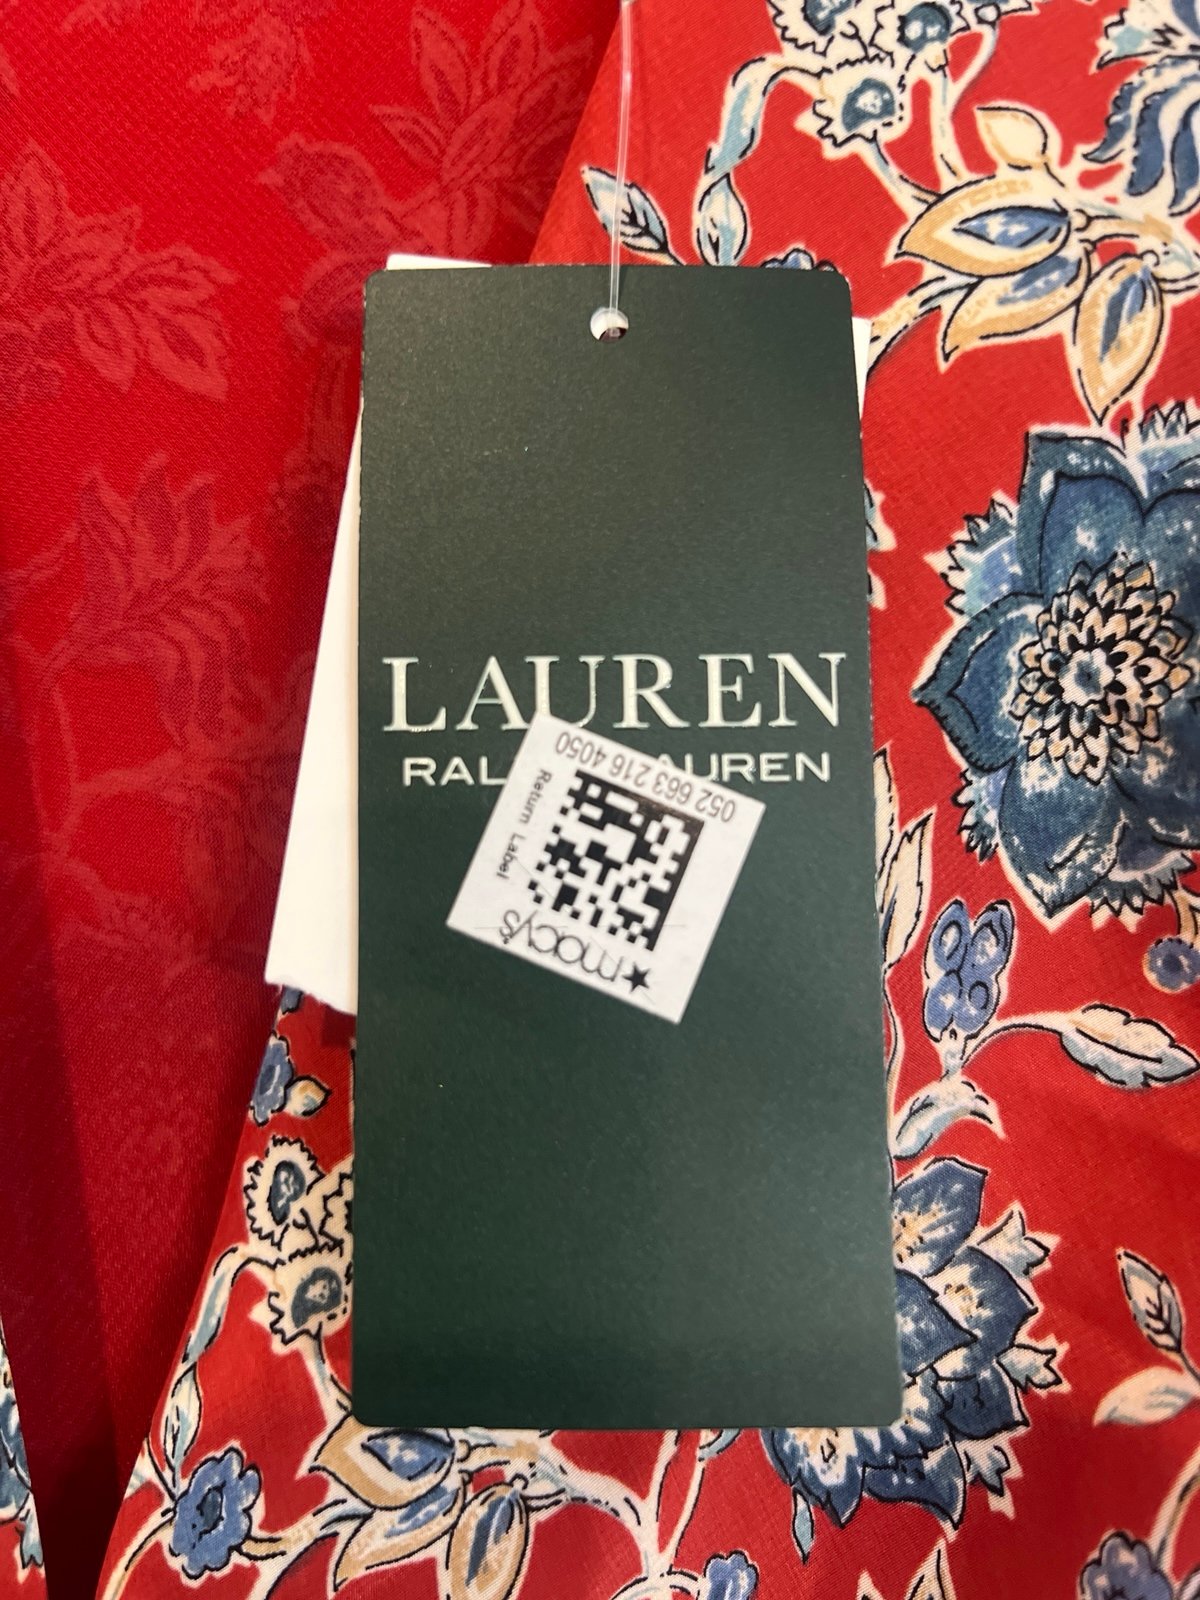 LAUREN
RAL AUREN
052 663 216 4050
Return Label
★macy's